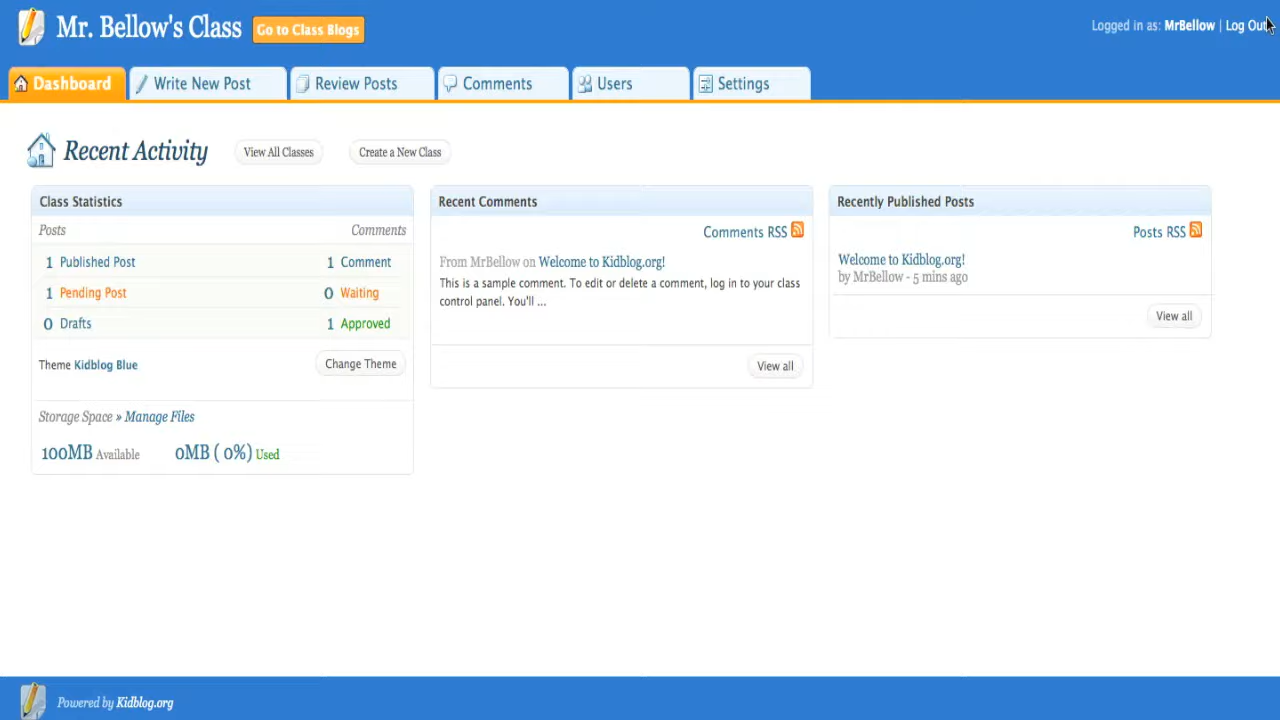 Mr. Bellow's Class
Go to Class Blogs
Logged in as: MrBellow | Log Out
Dashboard
Write New Post
Review Posts
Comments
Users
Settings
Recent Activity
View All Classes
Create a New Class
Class Statistics
Posts Comments
1 Published Post 1 Comment
1 Pending Post 0 Waiting
0 Drafts 1 Approved
Theme Kidblog Blue
Change Theme
Storage Space » Manage Files
100MB Available 0MB ( 0%) Used
Recent Comments
Comments RSS
From MrBellow on Welcome to Kidblog.org!
This is a sample comment. To edit or delete a comment, log in to your class
control panel. You'll ...
View all
Recently Published Posts
Posts RSS
Welcome to Kidblog.org!
by MrBellow - 5 mins ago
View all
Powered by Kidblog.org